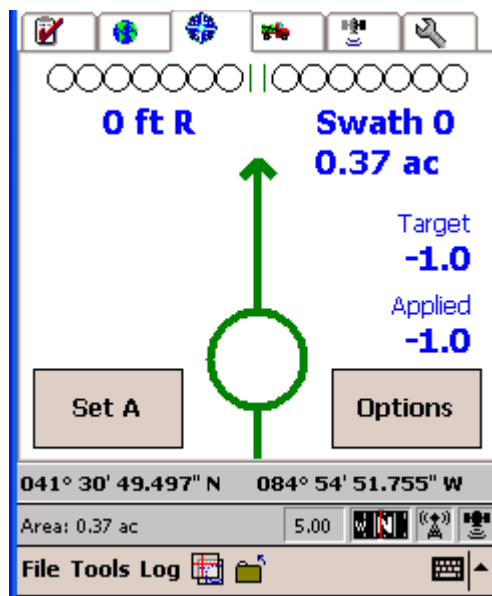 0 ft R
Swath 0
0.37 ac
Target
-1.0
Applied
-1.0
Set A
Options
041° 30' 49.497" N 084° 54' 51.755" W
Area: 0.37 ac 5.00 W N
File Tools Log